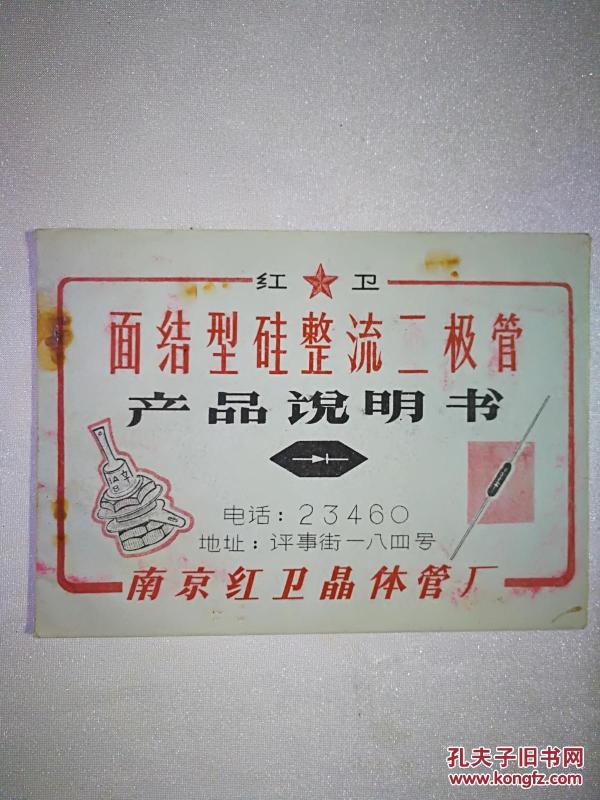 红 卫
面结型硅整流二极管
产品说明书
1A
B
电话：23460
地址：评事街一八四号
南京红卫晶体管厂
孔夫子旧书网
www.kongfz.com